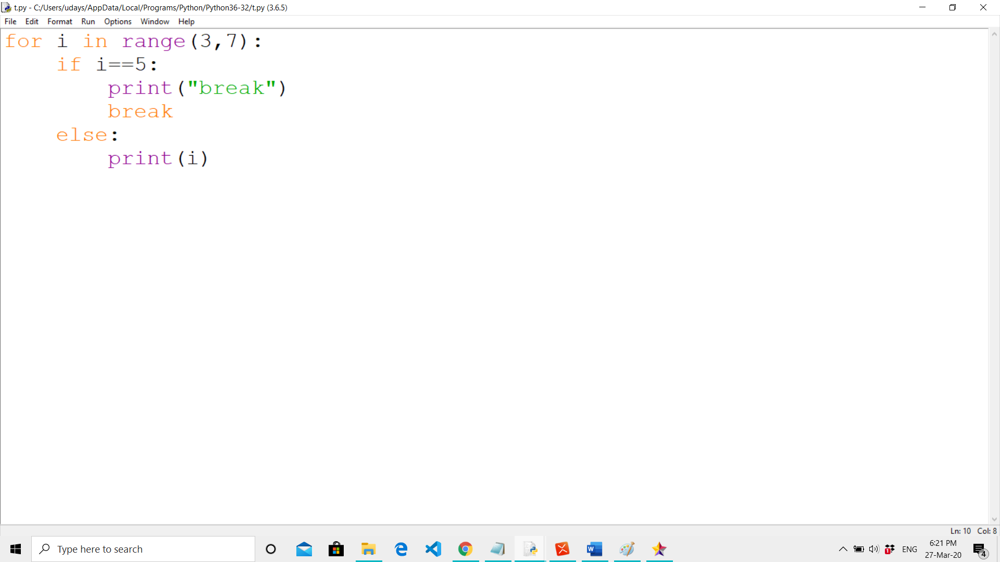 t.py - C:/Users/udays/AppData/Local/Programs/Python/Python36-32/t.py (3.6.5)
File Edit Format Run Options Window Help
for i in range(3,7):
    if i==5:
        print("break")
        break
    else:
        print(i)
Ln: 10 Col: 8
Type here to search
W
1
ENG
6:21 PM
27-Mar-20
4